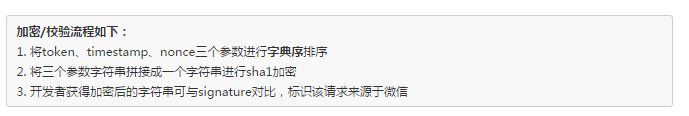 加密/校验流程如下：
1. 将token、timestamp、nonce三个参数进行字典序排序
2. 将三个参数字符串拼接成一个字符串进行sha1加密
3. 开发者获得加密后的字符串可与signature对比，标识该请求来源于微信